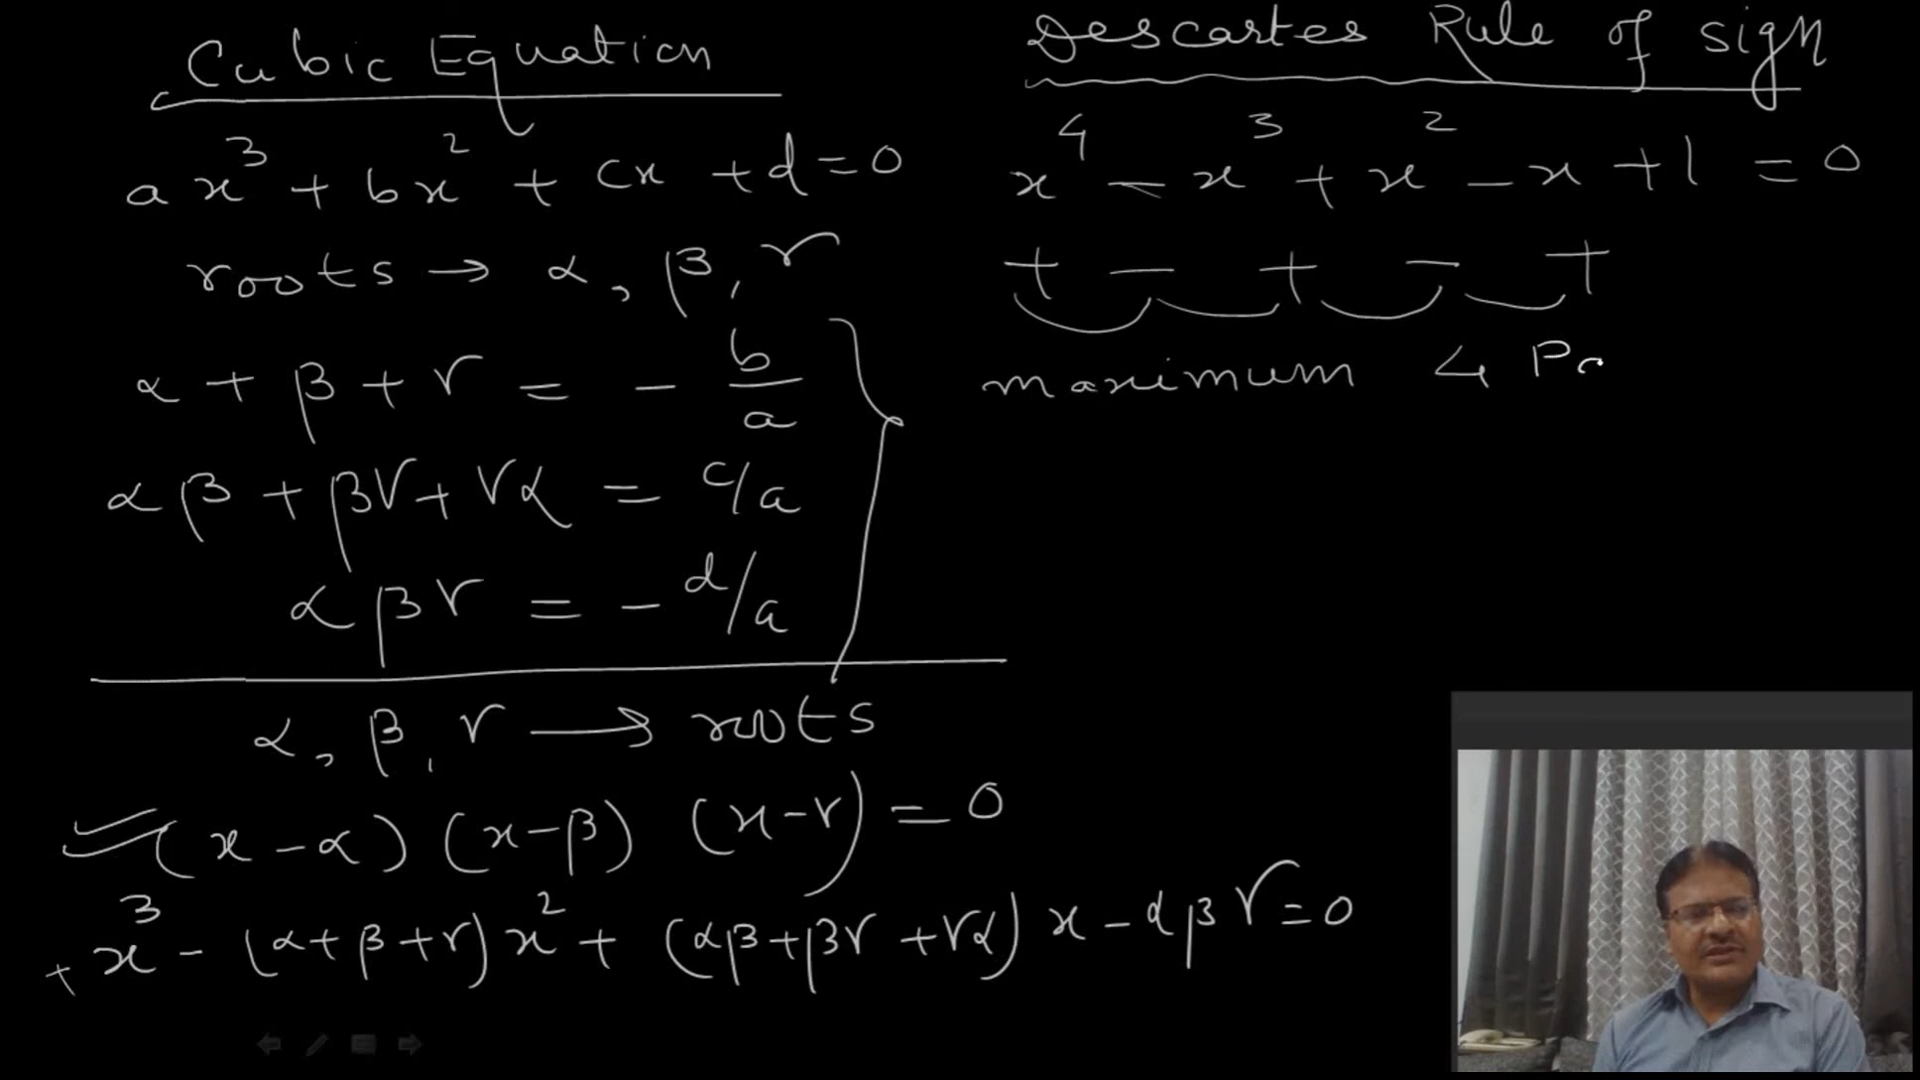 Cubic Equation
ax³ + bx² + cx + d = 0
roots → α, β, γ
α + β + γ = - b/a
αβ + βγ + γα = c/a
αβγ = - d/a
α, β, γ → roots
(x - α) (x - β) (x - γ) = 0
+ x³ - (α + β + γ) x² + (αβ + βγ + γα) x - αβγ = 0
Descartes Rule of sign
x⁴ - x³ + x² - x + 1 = 0
+ - + - +
maximum 4 Po